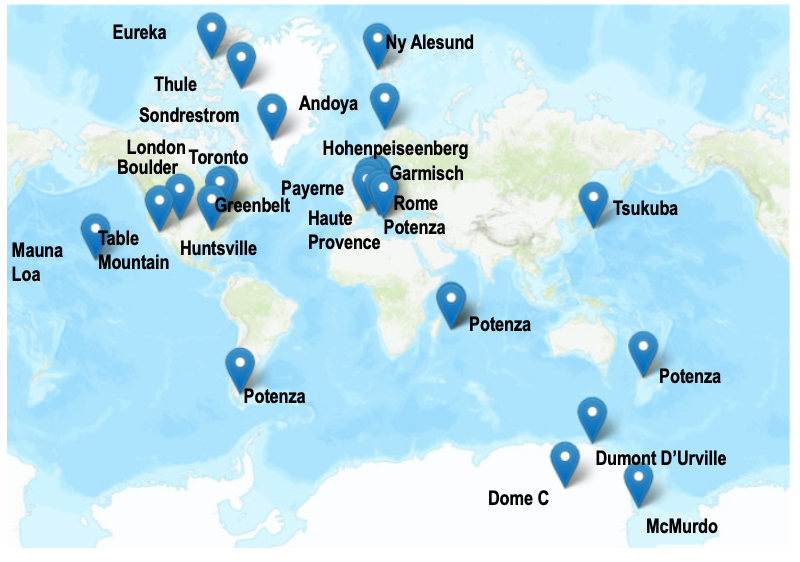 Eureka
Ny Alesund
Thule
Sondrestrom
Andoya
London
Boulder
Toronto
Hohenpeiseenberg
Garmisch
Payerne
Greenbelt
Rome
Haute
Provence
Potenza
Tsukuba
Table
Mountain
Huntsville
Mauna
Loa
Potenza
Potenza
Potenza
Dumont D'Urville
Dome C
McMurdo